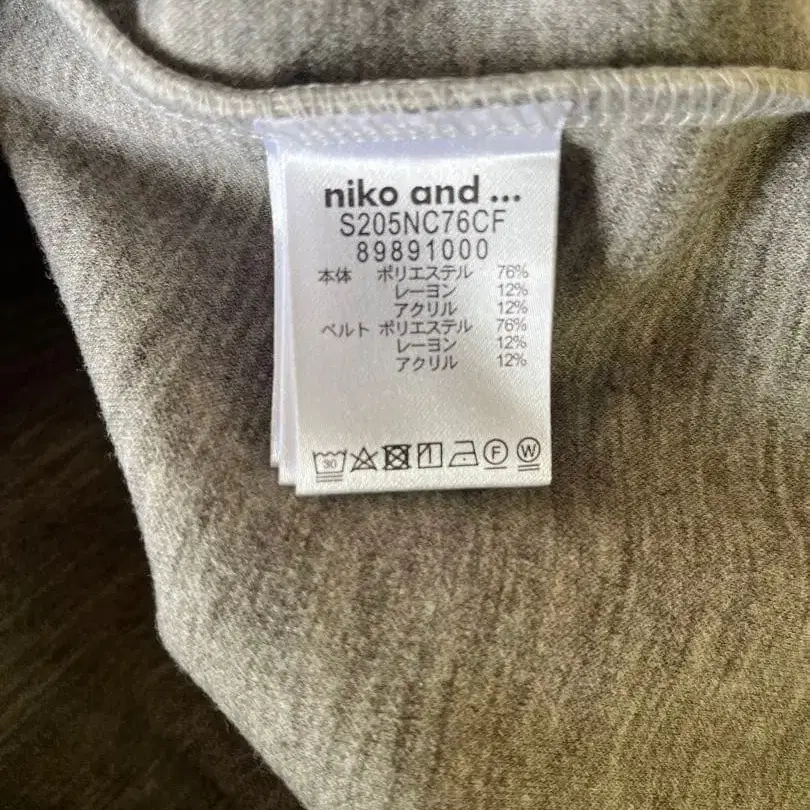 niko and ...
S205NC76CF
89891000
本体 ポリエステル 76%
レーヨン 12%
アクリル 12%
ベルト ポリエステル 76%
レーヨン 12%
アクリル 12%
30 F W